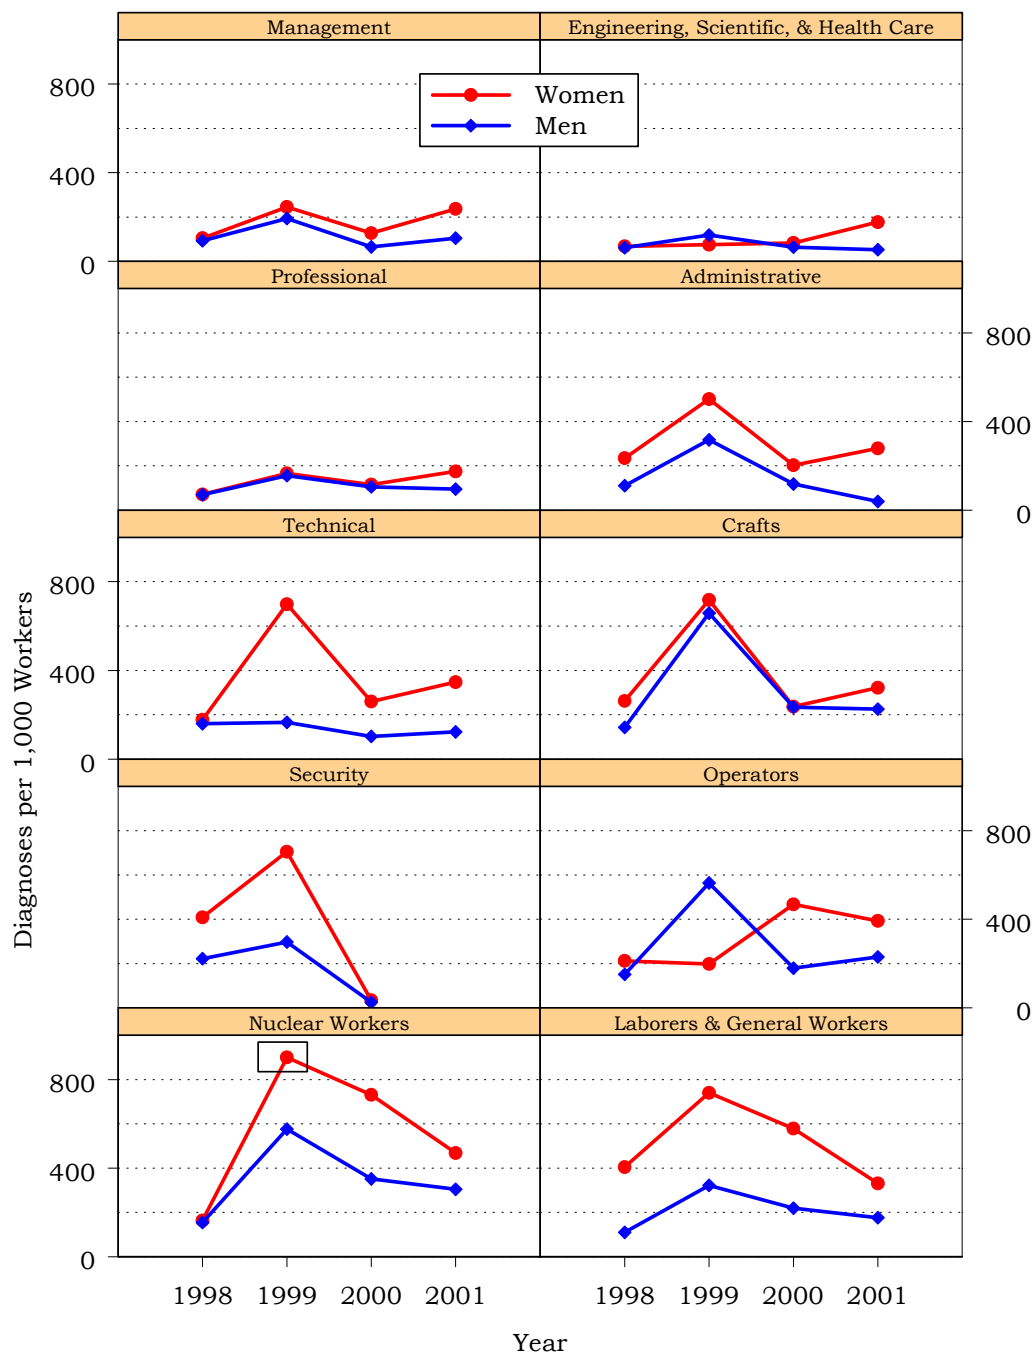 Management
Engineering, Scientific, & Health Care
800
400
0
Women
Men
Professional
Administrative
800
400
0
Technical
Crafts
800
400
0
Security
Operators
800
400
0
Nuclear Workers
Laborers & General Workers
800
400
0
1998 1999 2000 2001
1998 1999 2000 2001
Year
Diagnoses per 1,000 Workers